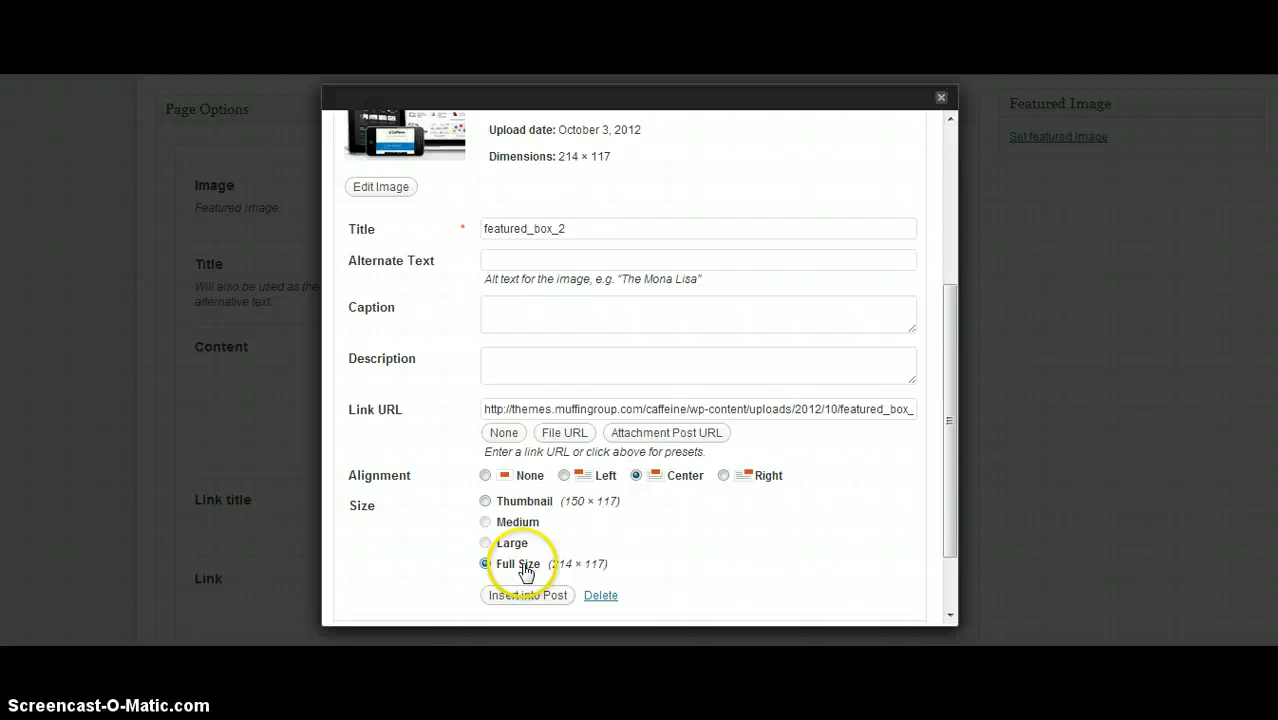 Page Options
Featured Image
Set featured image
Upload date: October 3, 2012
Dimensions: 214 × 117
Edit Image
Image
Featured Image
Title * featured_box_2
Title
Will also be used as the
alternative text.
Alternate Text
Alt text for the image, e.g. "The Mona Lisa"
Caption
Content
Description
Link URL http://themes.muffingroup.com/caffeine/wp-content/uploads/2012/10/featured_box_
None File URL Attachment Post URL
Enter a link URL or click above for presets.
Alignment None Left Center Right
Size Thumbnail (150 × 117)
Link title
Medium
Large
Full Size (214 × 117)
Link
Insert into Post Delete
Screencast-O-Matic.com